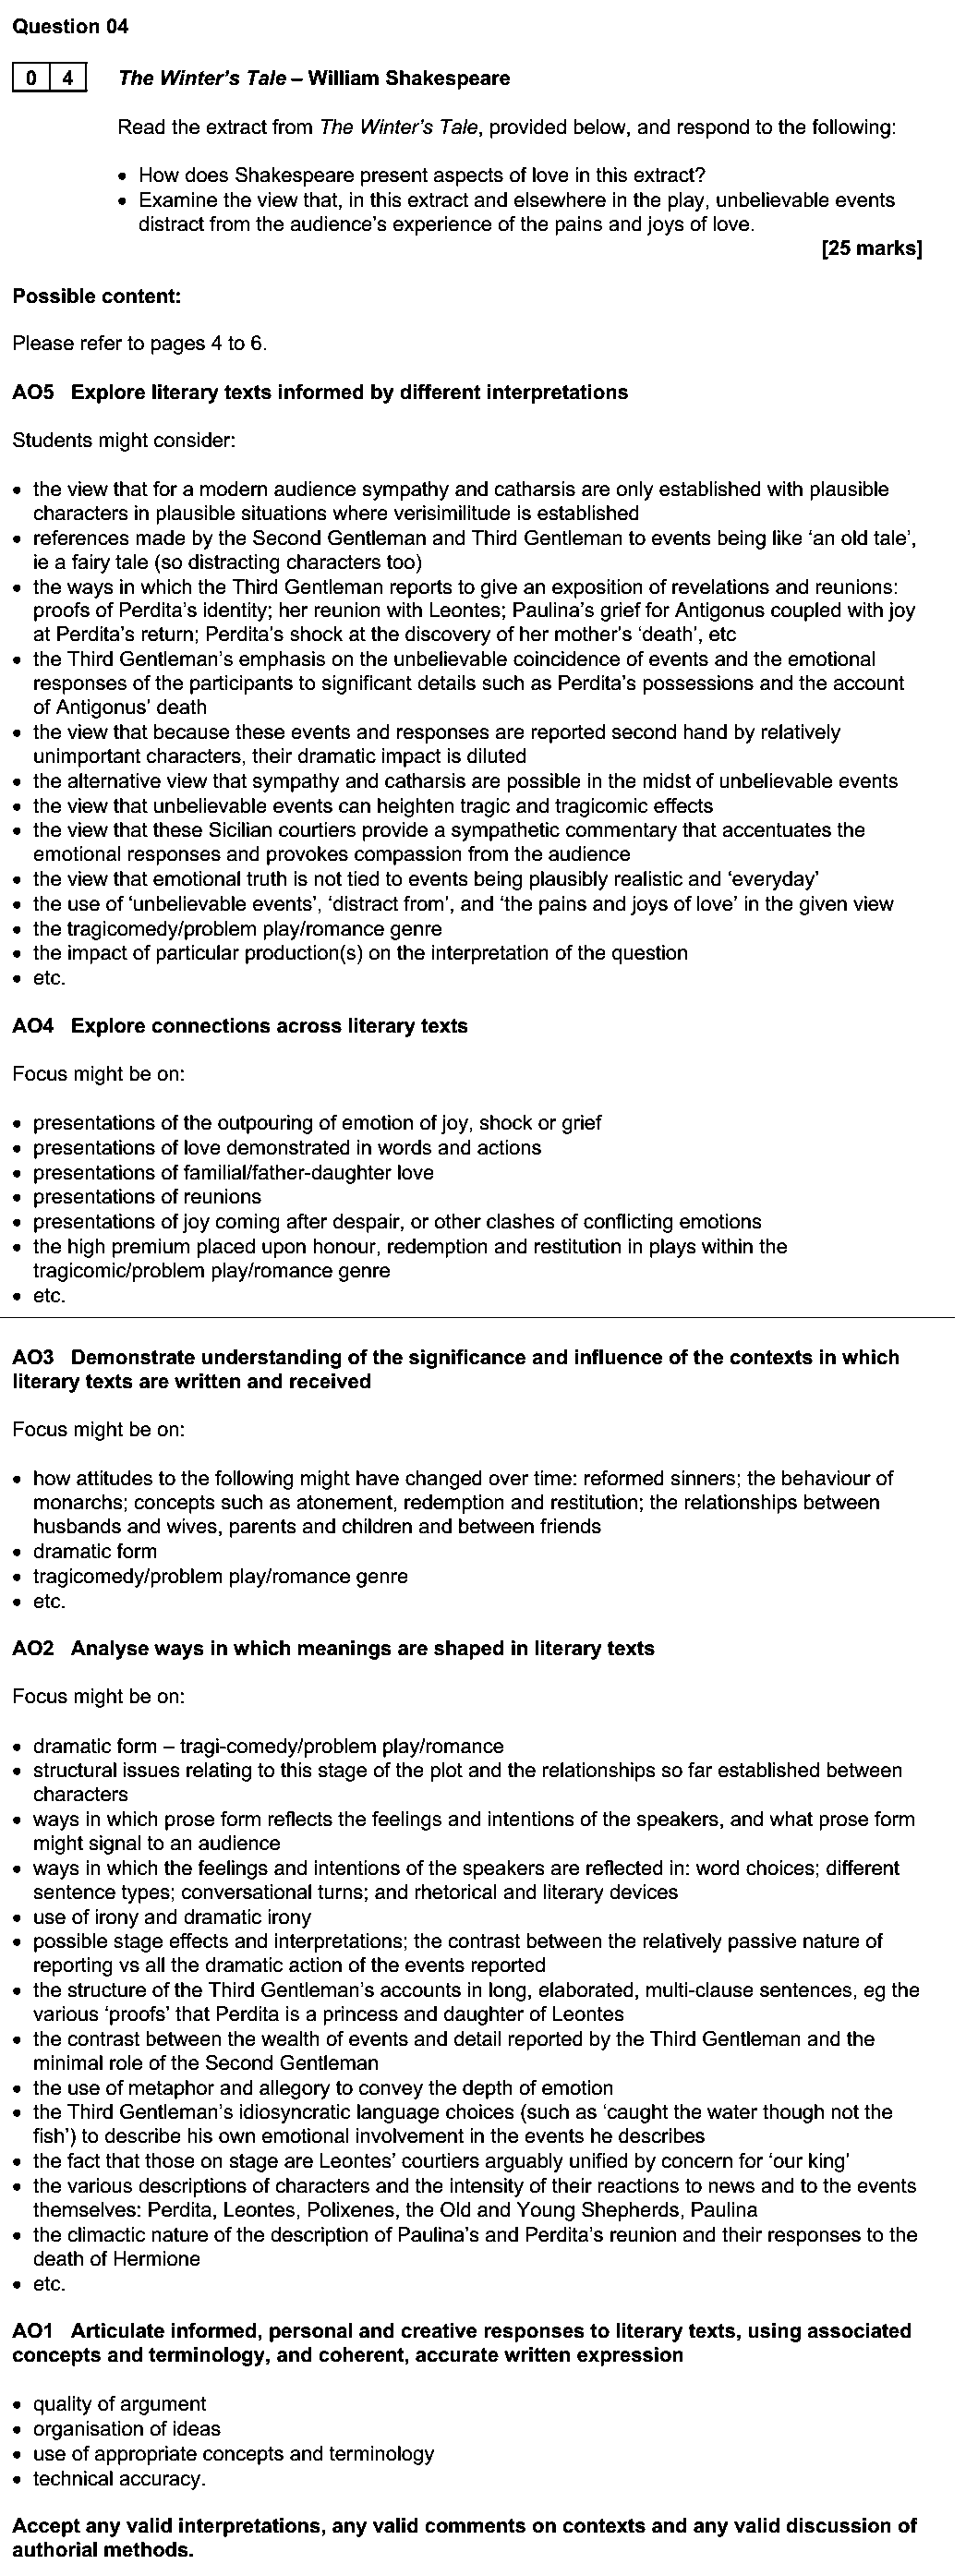 Question 04
0 4 The Winter's Tale – William Shakespeare
Read the extract from The Winter's Tale, provided below, and respond to the following:
• How does Shakespeare present aspects of love in this extract?
• Examine the view that, in this extract and elsewhere in the play, unbelievable events
distract from the audience's experience of the pains and joys of love.
[25 marks]
Possible content:
Please refer to pages 4 to 6.
AO5 Explore literary texts informed by different interpretations
Students might consider:
• the view that for a modern audience sympathy and catharsis are only established with plausible
characters in plausible situations where verisimilitude is established
• references made by the Second Gentleman and Third Gentleman to events being like 'an old tale',
ie a fairy tale (so distracting characters too)
• the ways in which the Third Gentleman reports to give an exposition of revelations and reunions:
proofs of Perdita's identity; her reunion with Leontes; Paulina's grief for Antigonus coupled with joy
at Perdita's return; Perdita's shock at the discovery of her mother's 'death', etc
• the Third Gentleman's emphasis on the unbelievable coincidence of events and the emotional
responses of the participants to significant details such as Perdita's possessions and the account
of Antigonus' death
• the view that because these events and responses are reported second hand by relatively
unimportant characters, their dramatic impact is diluted
• the alternative view that sympathy and catharsis are possible in the midst of unbelievable events
• the view that unbelievable events can heighten tragic and tragicomic effects
• the view that these Sicilian courtiers provide a sympathetic commentary that accentuates the
emotional responses and provokes compassion from the audience
• the view that emotional truth is not tied to events being plausibly realistic and 'everyday'
• the use of 'unbelievable events', 'distract from', and 'the pains and joys of love' in the given view
• the tragicomedy/problem play/romance genre
• the impact of particular production(s) on the interpretation of the question
• etc.
AO4 Explore connections across literary texts
Focus might be on:
• presentations of the outpouring of emotion of joy, shock or grief
• presentations of love demonstrated in words and actions
• presentations of familial/father-daughter love
• presentations of reunions
• presentations of joy coming after despair, or other clashes of conflicting emotions
• the high premium placed upon honour, redemption and restitution in plays within the
tragicomic/problem play/romance genre
• etc.
AO3 Demonstrate understanding of the significance and influence of the contexts in which
literary texts are written and received
Focus might be on:
• how attitudes to the following might have changed over time: reformed sinners; the behaviour of
monarchs; concepts such as atonement, redemption and restitution; the relationships between
husbands and wives, parents and children and between friends
• dramatic form
• tragicomedy/problem play/romance genre
• etc.
AO2 Analyse ways in which meanings are shaped in literary texts
Focus might be on:
• dramatic form – tragi-comedy/problem play/romance
• structural issues relating to this stage of the plot and the relationships so far established between
characters
• ways in which prose form reflects the feelings and intentions of the speakers, and what prose form
might signal to an audience
• ways in which the feelings and intentions of the speakers are reflected in: word choices; different
sentence types; conversational turns; and rhetorical and literary devices
• use of irony and dramatic irony
• possible stage effects and interpretations; the contrast between the relatively passive nature of
reporting vs all the dramatic action of the events reported
• the structure of the Third Gentleman's accounts in long, elaborated, multi-clause sentences, eg the
various 'proofs' that Perdita is a princess and daughter of Leontes
• the contrast between the wealth of events and detail reported by the Third Gentleman and the
minimal role of the Second Gentleman
• the use of metaphor and allegory to convey the depth of emotion
• the Third Gentleman's idiosyncratic language choices (such as 'caught the water though not the
fish') to describe his own emotional involvement in the events he describes
• the fact that those on stage are Leontes' courtiers arguably unified by concern for 'our king'
• the various descriptions of characters and the intensity of their reactions to news and to the events
themselves: Perdita, Leontes, Polixenes, the Old and Young Shepherds, Paulina
• the climactic nature of the description of Paulina's and Perdita's reunion and their responses to the
death of Hermione
• etc.
AO1 Articulate informed, personal and creative responses to literary texts, using associated
concepts and terminology, and coherent, accurate written expression
• quality of argument
• organisation of ideas
• use of appropriate concepts and terminology
• technical accuracy.
Accept any valid interpretations, any valid comments on contexts and any valid discussion of
authorial methods.